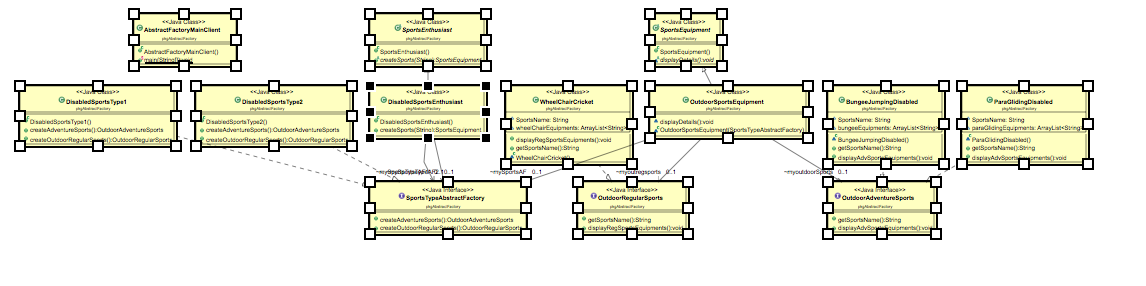 <<Java Class>>
AbstractFactoryMainClient
pkgAbstractFactory
AbstractFactoryMainClient()
main(String[]):void
<<Java Class>>
SportsEnthusiast
pkgAbstractFactory
SportsEnthusiast()
createSports(String):SportsEquipment
<<Java Class>>
SportsEquipment
pkgAbstractFactory
SportsEquipment()
displayDetails():void
<<Java Class>>
DisabledSportsType1
pkgAbstractFactory
DisabledSportsType1()
createAdventureSports():OutdoorAdventureSports
createOutdoorRegularSports():OutdoorRegularSports
<<Java Class>>
DisabledSportsType2
pkgAbstractFactory
DisabledSportsType2()
createAdventureSports():OutdoorAdventureSports
createOutdoorRegularSports():OutdoorRegularSports
<<Java Class>>
DisabledSportsEnthusiast
pkgAbstractFactory
DisabledSportsEnthusiast()
createSports(String):SportsEquipment
<<Java Class>>
WheelChairCricket
pkgAbstractFactory
SportsName: String
wheelChairEquipments: ArrayList<String>
displayRegSportsEquipments():void
getSportsName():String
WheelChairCricket()
<<Java Class>>
OutdoorSportsEquipment
pkgAbstractFactory
displayDetails():void
OutdoorSportsEquipment(SportsTypeAbstractFactory)
<<Java Class>>
BungeeJumpingDisabled
pkgAbstractFactory
SportsName: String
bungeeEquipments: ArrayList<String>
BungeeJumpingDisabled()
getSportsName():String
displayAdvSportsEquipments():void
<<Java Class>>
ParaGlidingDisabled
pkgAbstractFactory
SportsName: String
paraGlidingEquipments: ArrayList<String>
ParaGlidingDisabled()
getSportsName():String
displayAdvSportsEquipments():void
0..1
~mySportsAF 0..1
~myoutregsports 0..1
~myoutdoorSports 0..1
<<Java Interface>>
SportsTypeAbstractFactory
pkgAbstractFactory
createAdventureSports():OutdoorAdventureSports
createOutdoorRegularSports():OutdoorRegularSports
<<Java Interface>>
OutdoorRegularSports
pkgAbstractFactory
getSportsName():String
displayRegSportsEquipments():void
<<Java Interface>>
OutdoorAdventureSports
pkgAbstractFactory
getSportsName():String
displayAdvSportsEquipments():void